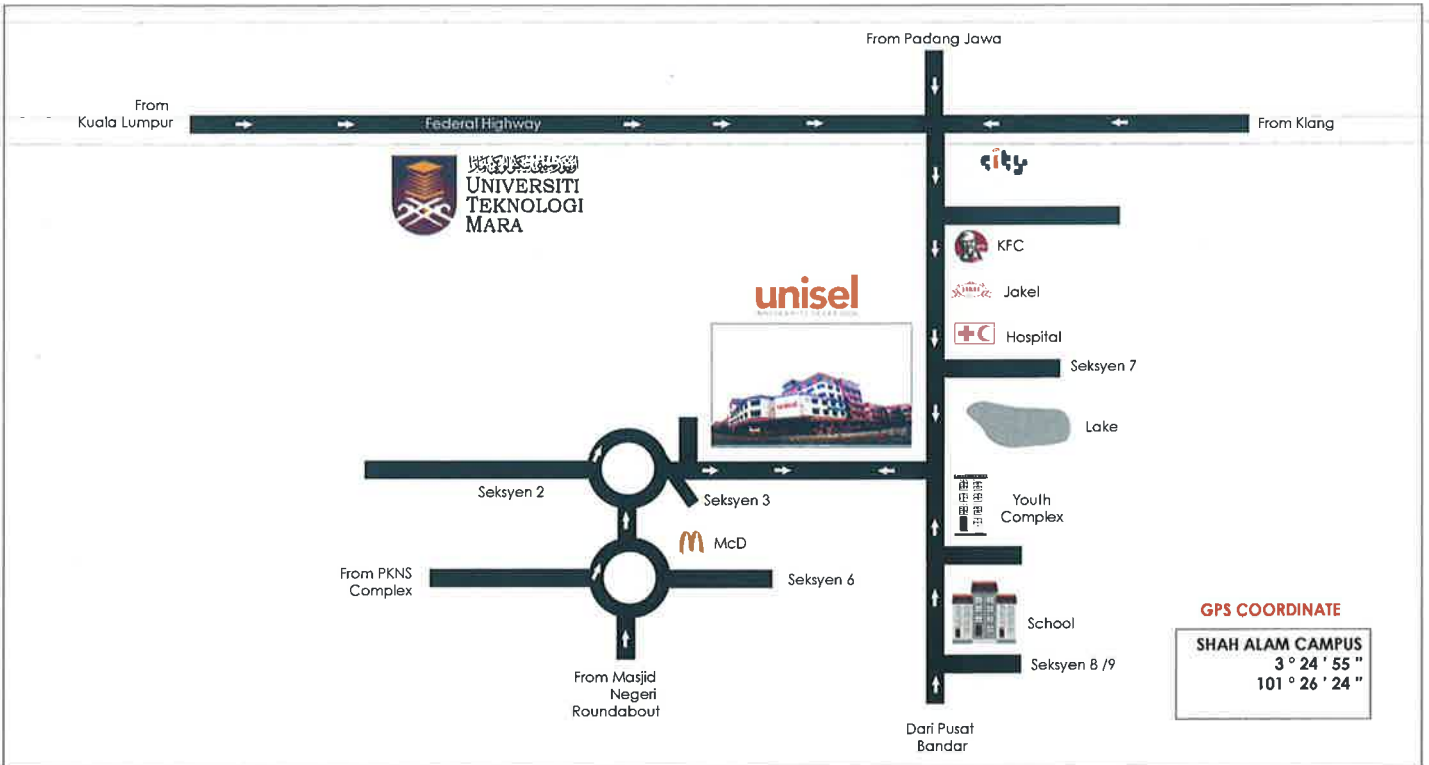 From Padang Jawa
From
Kuala Lumpur
Federal Highway
From Klang
UNIVERSITI
TEKNOLOGI
MARA
city
KFC
unisel
Jakel
Hospital
Seksyen 7
Lake
Seksyen 2
Seksyen 3
Youth
Complex
McD
From PKNS
Complex
Seksyen 6
School
GPS COORDINATE
SHAH ALAM CAMPUS
3 ° 24 ' 55 "
101 ° 26 ' 24 "
Seksyen 8 /9
From Masjid
Negeri
Roundabout
Dari Pusat
Bandar